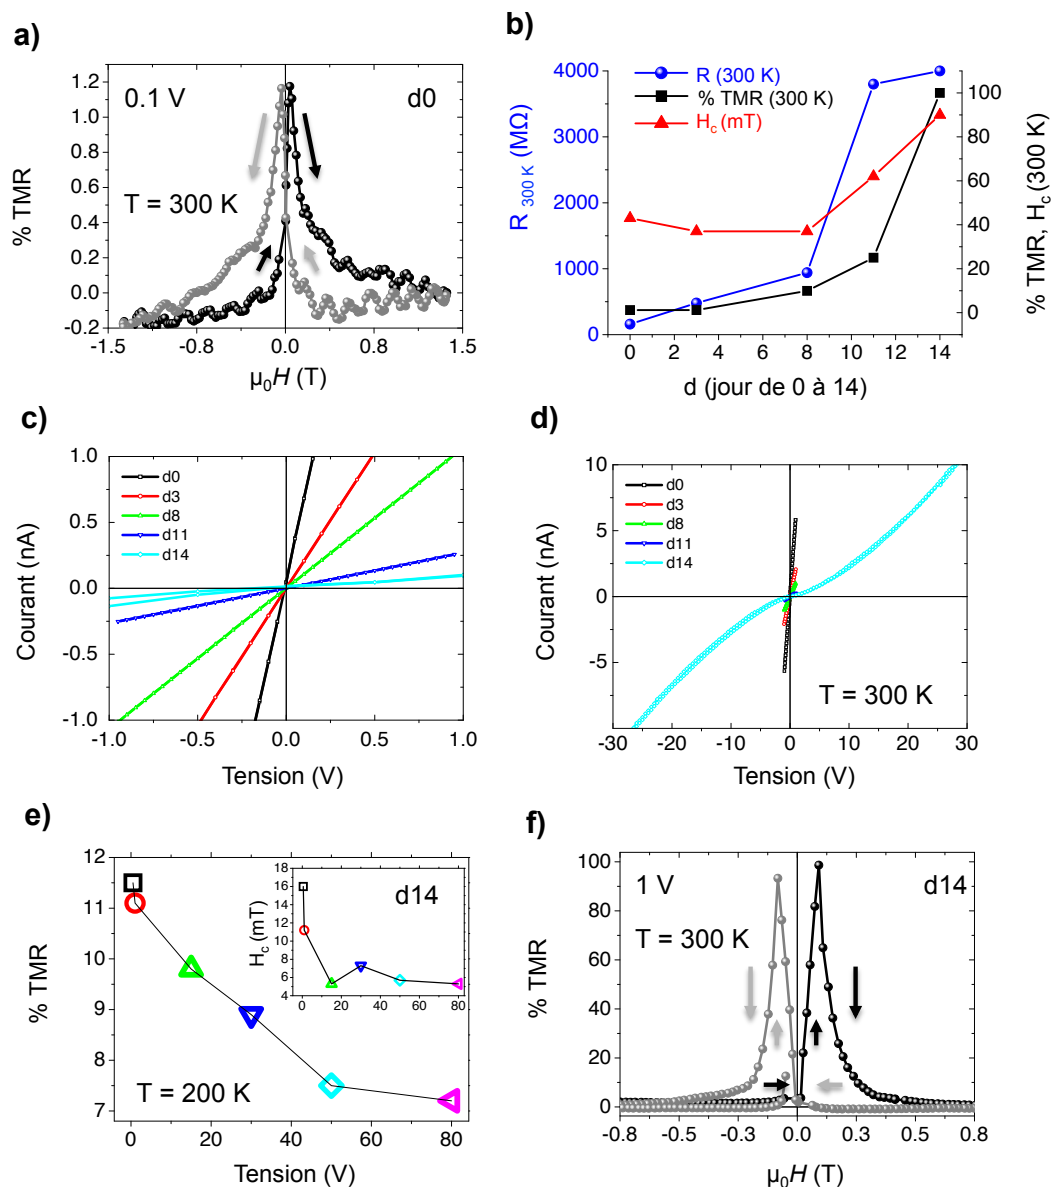 a)
0.1 V
d0
T = 300 K
% TMR
1.2
1.0
0.8
0.6
0.4
0.2
0.0
-0.2
-1.5
-0.8
0.0
0.8
1.5
μ₀H (T)
b)
R (300 K)
% TMR (300 K)
H_c (mT)
R_300 K (MΩ)
4000
3000
2000
1000
0
% TMR, H_c (300 K)
100
80
60
40
20
0
0 2 4 6 8 10 12 14
d (jour de 0 à 14)
c)
d0
d3
d8
d11
d14
Courant (nA)
1.0
0.5
0.0
-0.5
-1.0
-1.0 -0.5 0.0 0.5 1.0
Tension (V)
d)
d0
d3
d8
d11
d14
Courant (nA)
10
5
0
-5
T = 300 K
-30 -20 -10 0 10 20 30
Tension (V)
e)
% TMR
12
11
10
9
8
7
T = 200 K
0 20 40 60 80
Tension (V)
d14
H_c (mT)
18
16
14
12
10
8
6
4
0 20 40 60 80
f)
1 V
d14
T = 300 K
% TMR
100
80
60
40
20
0
-0.8 -0.5 -0.3 0.0 0.3 0.5 0.8
μ₀H (T)